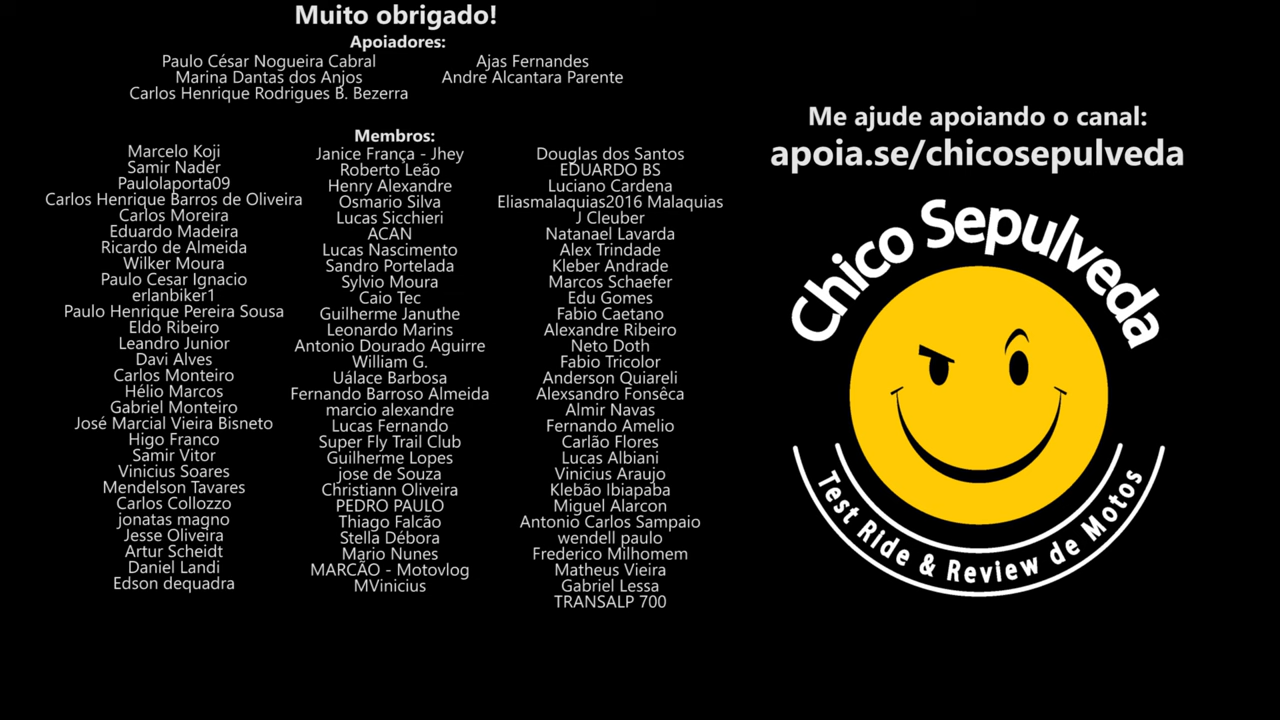 Muito obrigado!
Apoiadores:
Paulo César Nogueira Cabral
Marina Dantas dos Anjos
Carlos Henrique Rodrigues B. Bezerra
Ajas Fernandes
Andre Alcantara Parente
Membros:
Marcelo Koji
Samir Nader
Paulolaporta09
Carlos Henrique Barros de Oliveira
Carlos Moreira
Eduardo Madeira
Ricardo de Almeida
Wilker Moura
Paulo Cesar Ignacio
erlanbiker1
Paulo Henrique Pereira Sousa
Eldo Ribeiro
Leandro Junior
Davi Alves
Carlos Monteiro
Hélio Marcos
Gabriel Monteiro
José Marcial Vieira Bisneto
Higo Franco
Samir Vitor
Vinicius Soares
Mendelson Tavares
Carlos Collozzo
jonatas magno
Jesse Oliveira
Artur Scheidt
Daniel Landi
Edson dequadra
Janice França - Jhey
Roberto Leão
Henry Alexandre
Osmario Silva
Lucas Sicchieri
ACAN
Lucas Nascimento
Sandro Portelada
Sylvio Moura
Caio Tec
Guilherme Januthe
Leonardo Marins
Antonio Dourado Aguirre
William G.
Uálace Barbosa
Fernando Barroso Almeida
marcio alexandre
Lucas Fernando
Super Fly Trail Club
Guilherme Lopes
jose de Souza
Christiann Oliveira
PEDRO PAULO
Thiago Falcão
Stella Débora
Mario Nunes
MARCÃO - Motovlog
MVinicius
Douglas dos Santos
EDUARDO BS
Luciano Cardena
Eliasmalaquias2016 Malaquias
J Cleuber
Natanael Lavarda
Alex Trindade
Kleber Andrade
Marcos Schaefer
Edu Gomes
Fabio Caetano
Alexandre Ribeiro
Neto Doth
Fabio Tricolor
Anderson Quiareli
Alexsandro Fonsêca
Almir Navas
Fernando Amelio
Carlão Flores
Lucas Albiani
Vinicius Araujo
Klebão Ibiapaba
Miguel Alarcon
Antonio Carlos Sampaio
wendell paulo
Frederico Milhomem
Matheus Vieira
Gabriel Lessa
TRANSALP 700
Me ajude apoiando o canal:
apoia.se/chicosepulveda
Chico Sepulveda
Test Ride & Review de Motos